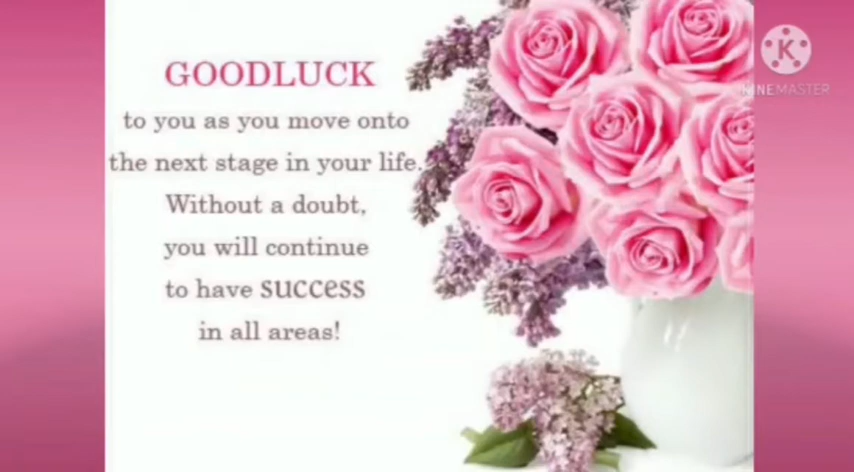 GOODLUCK
to you as you move onto
the next stage in your life.
Without a doubt,
you will continue
to have success
in all areas!
K
KINEMASTER